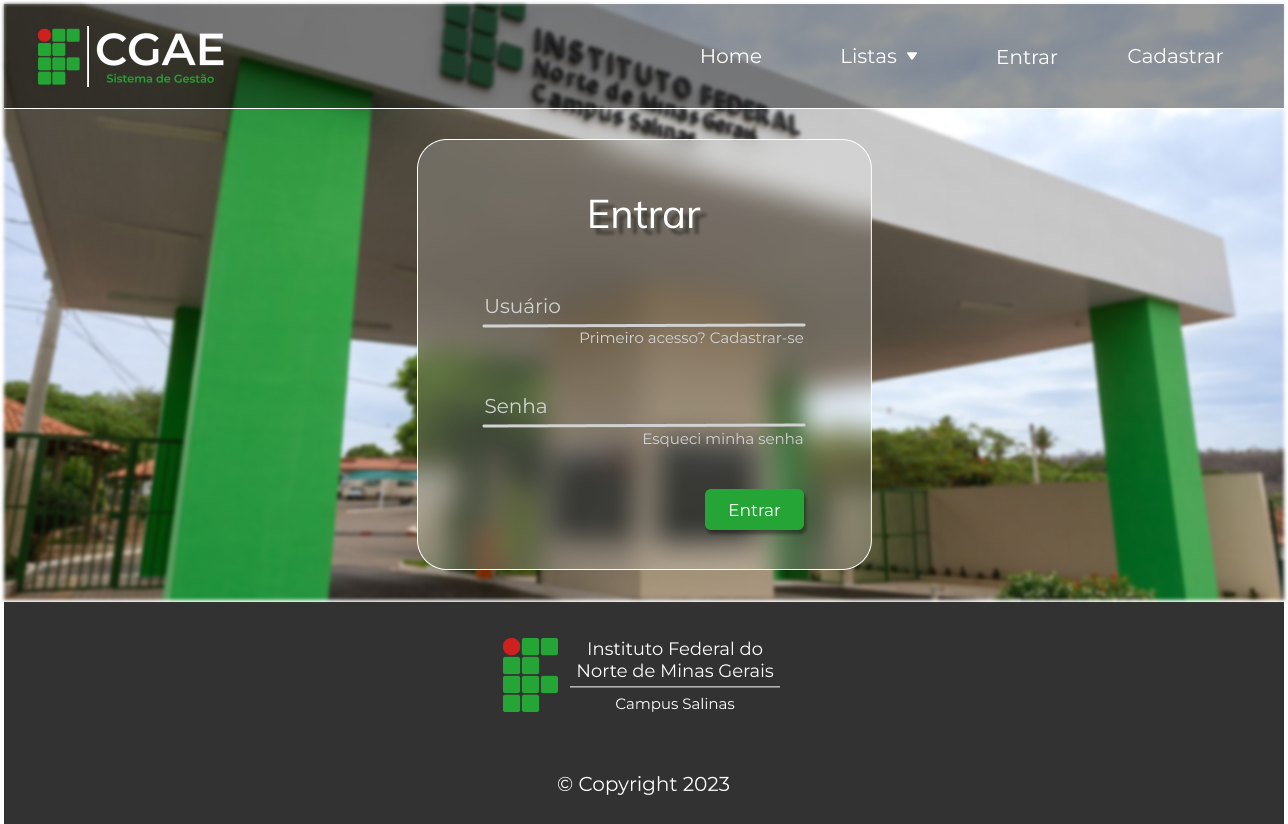 CGAE
Sistema de Gestão
Home
Listas
Entrar
Cadastrar
INSTITUTO FEDERAL
Norte de Minas Gerais
Campus Salinas
Entrar
Usuário
Primeiro acesso? Cadastrar-se
Senha
Esqueci minha senha
Entrar
Instituto Federal do
Norte de Minas Gerais
Campus Salinas
© Copyright 2023